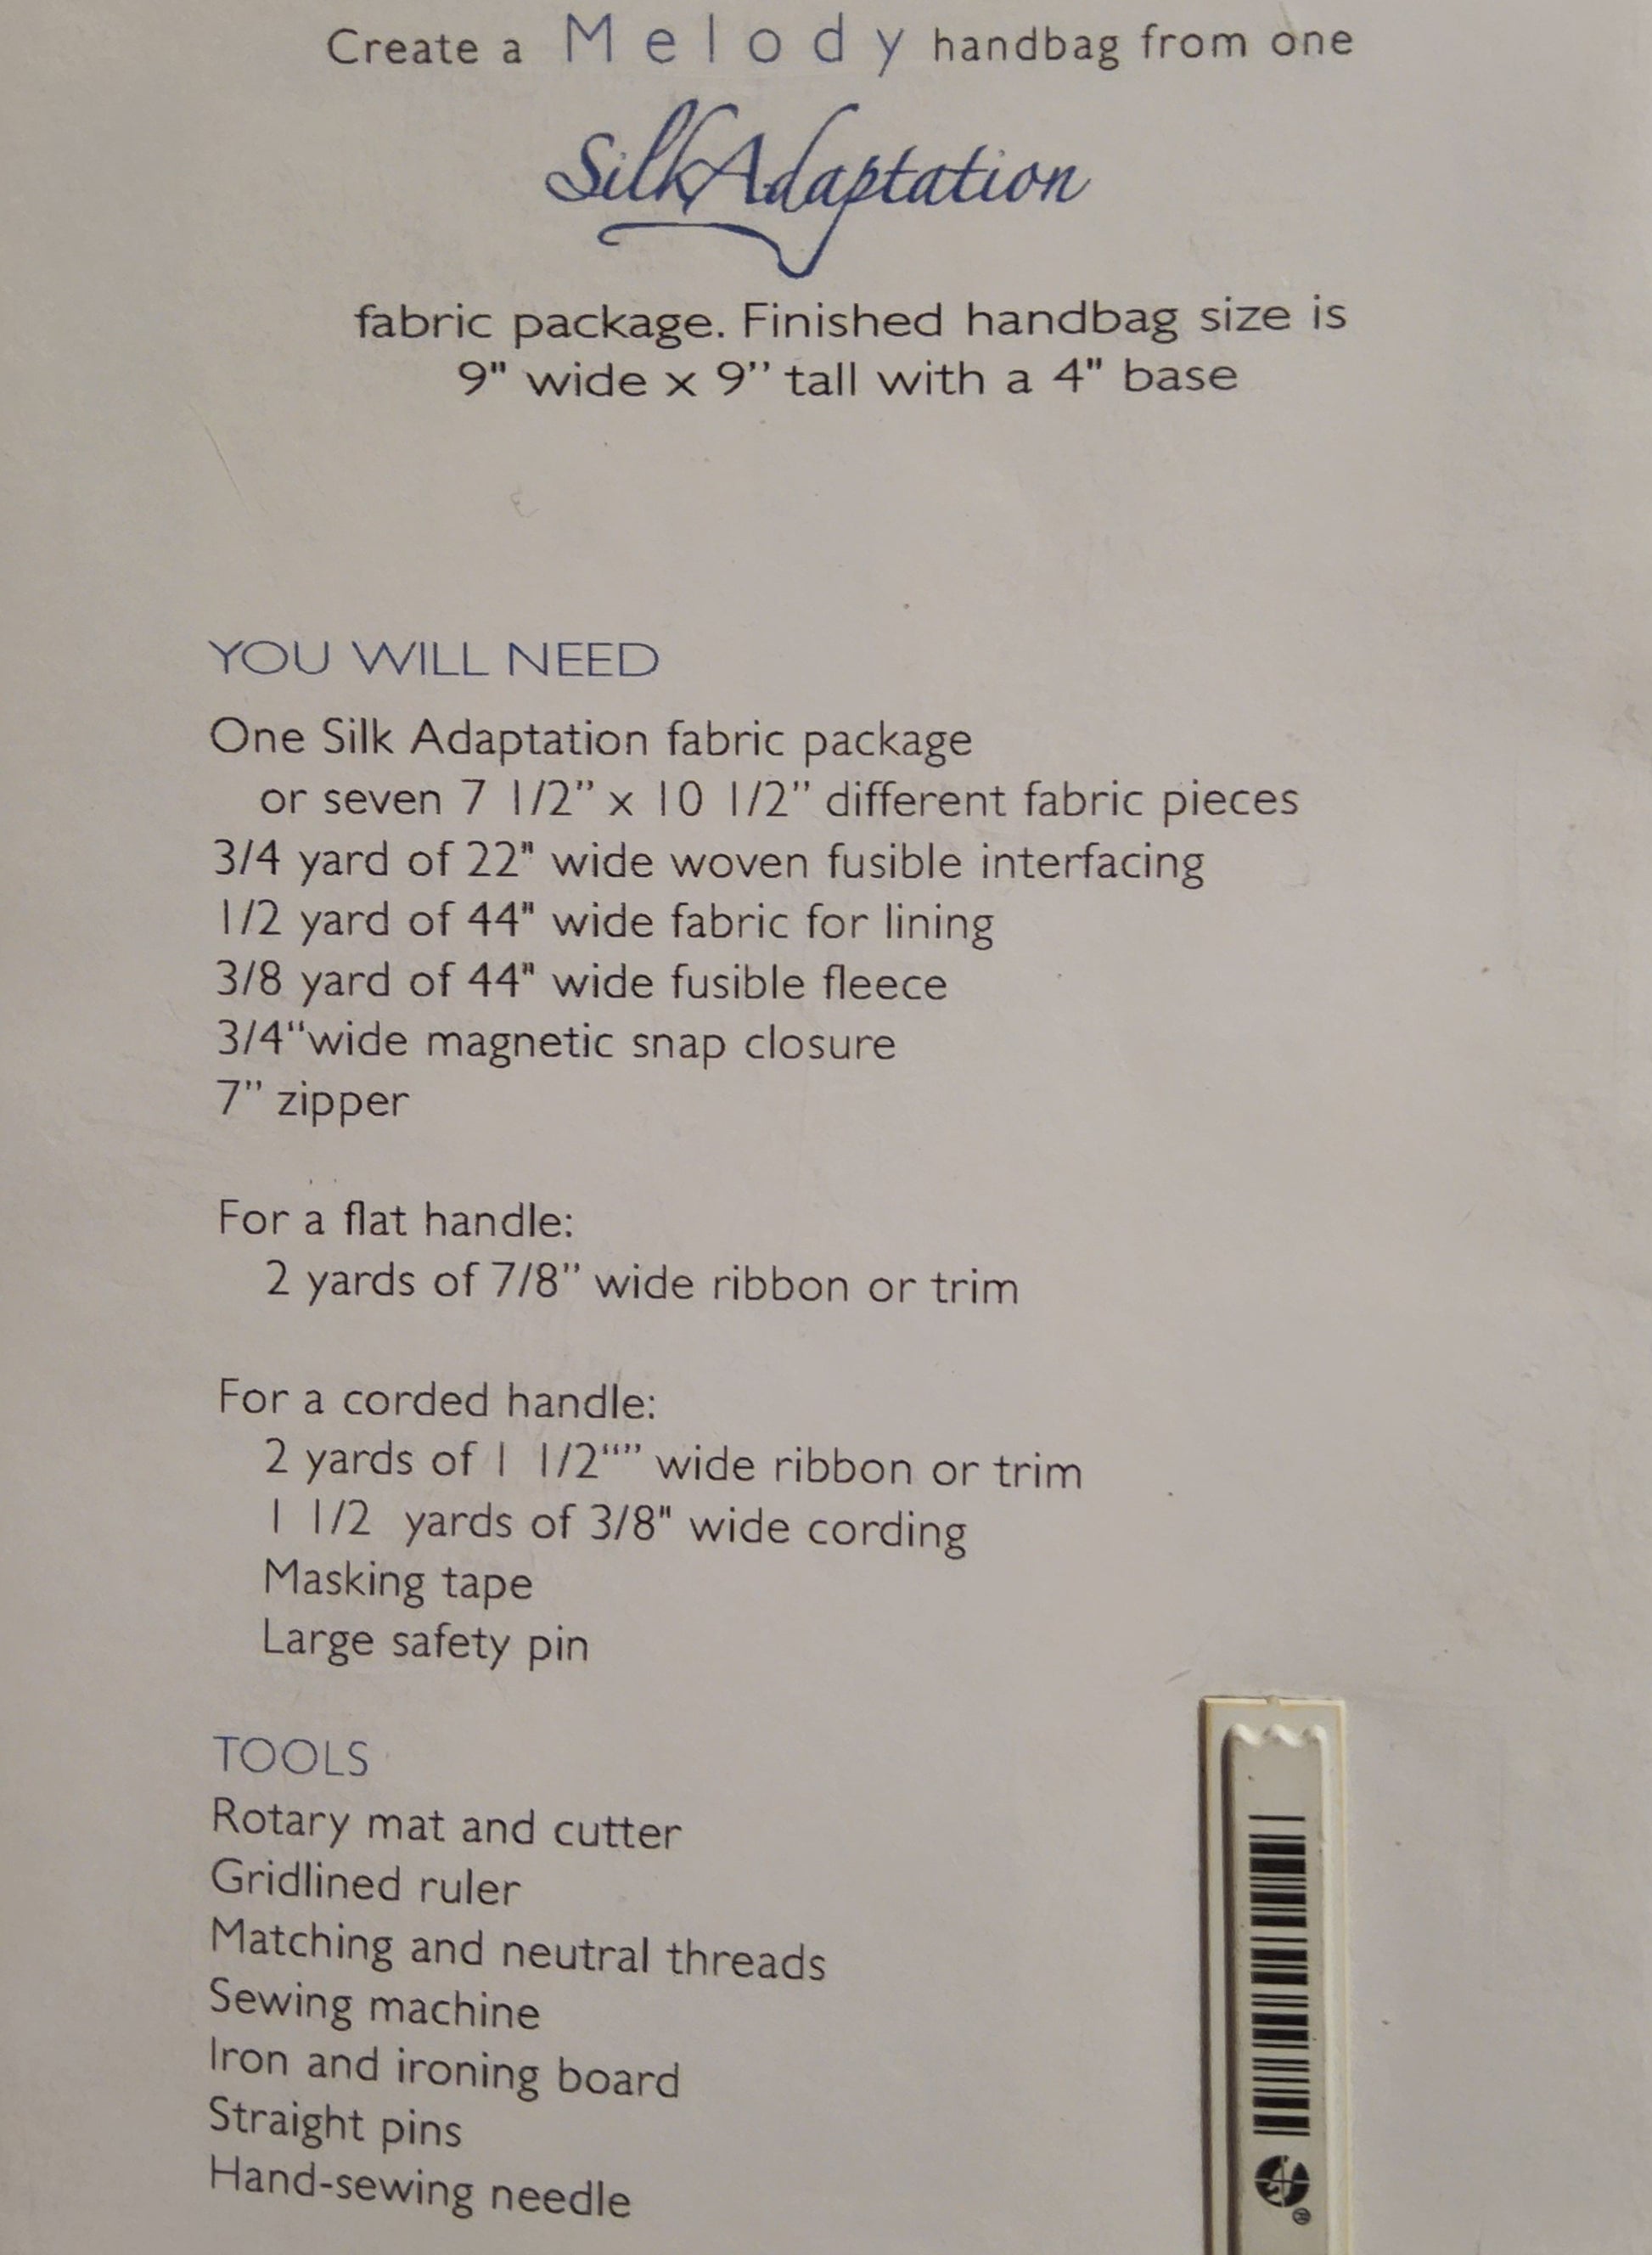 Create a Melody handbag from one
Silk Adaptation
fabric package. Finished handbag size is
9" wide x 9'' tall with a 4" base
YOU WILL NEED
One Silk Adaptation fabric package
or seven 7 1/2” x 10 1/2” different fabric pieces
3/4 yard of 22" wide woven fusible interfacing
1/2 yard of 44" wide fabric for lining
3/8 yard of 44" wide fusible fleece
3/4“wide magnetic snap closure
7” zipper
For a flat handle:
2 yards of 7/8” wide ribbon or trim
For a corded handle:
2 yards of 1 1/2“” wide ribbon or trim
1 1/2 yards of 3/8" wide cording
Masking tape
Large safety pin
TOOLS
Rotary mat and cutter
Gridlined ruler
Matching and neutral threads
Sewing machine
Iron and ironing board
Straight pins
Hand-sewing needle